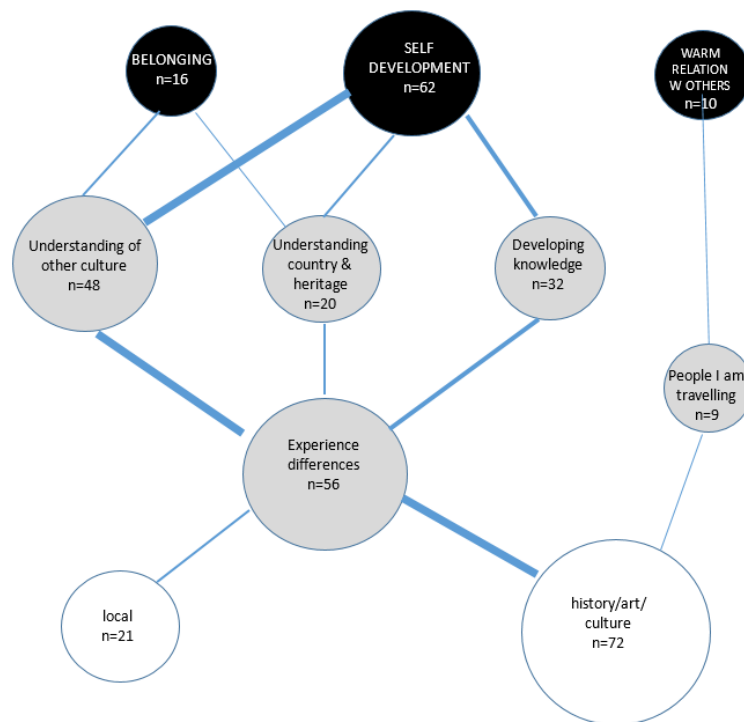 BELONGING
n=16
SELF
DEVELOPMENT
n=62
WARM
RELATION
W OTHERS
n=10
Understanding of
other culture
n=48
Understanding
country &
heritage
n=20
Developing
knowledge
n=32
People I am
travelling
n=9
Experience
differences
n=56
local
n=21
history/art/
culture
n=72